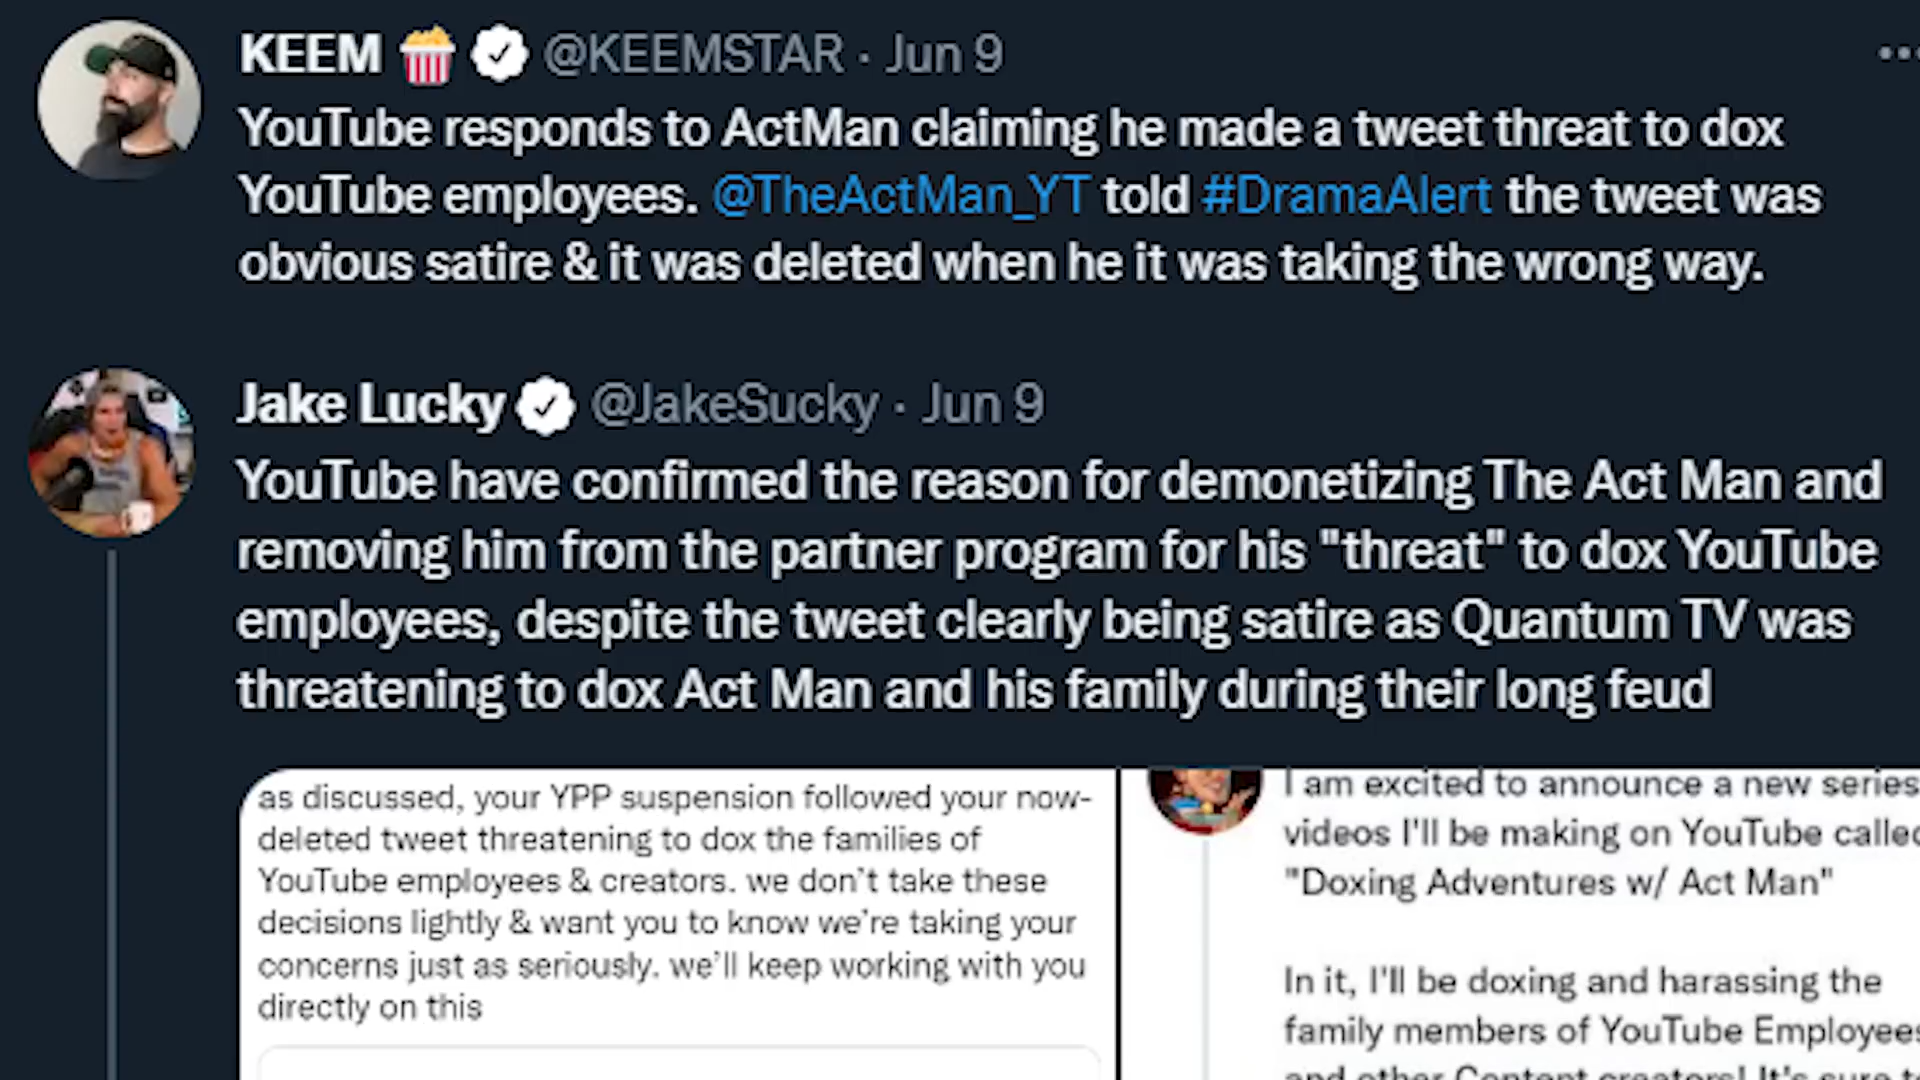 KEEM 🍿 @KEEMSTAR · Jun 9
YouTube responds to ActMan claiming he made a tweet threat to dox
YouTube employees. @TheActMan_YT told #DramaAlert the tweet was
obvious satire & it was deleted when he it was taking the wrong way.
Jake Lucky @JakeSucky · Jun 9
YouTube have confirmed the reason for demonetizing The Act Man and
removing him from the partner program for his "threat" to dox YouTube
employees, despite the tweet clearly being satire as Quantum TV was
threatening to dox Act Man and his family during their long feud
as discussed, your YPP suspension followed your now-
deleted tweet threatening to dox the families of
YouTube employees & creators. we don't take these
decisions lightly & want you to know we're taking your
concerns just as seriously. we'll keep working with you
directly on this
I am excited to announce a new series
videos I'll be making on YouTube called
"Doxing Adventures w/ Act Man"
In it, I'll be doxing and harassing the
family members of YouTube Employees
and other Content creators! It's sure